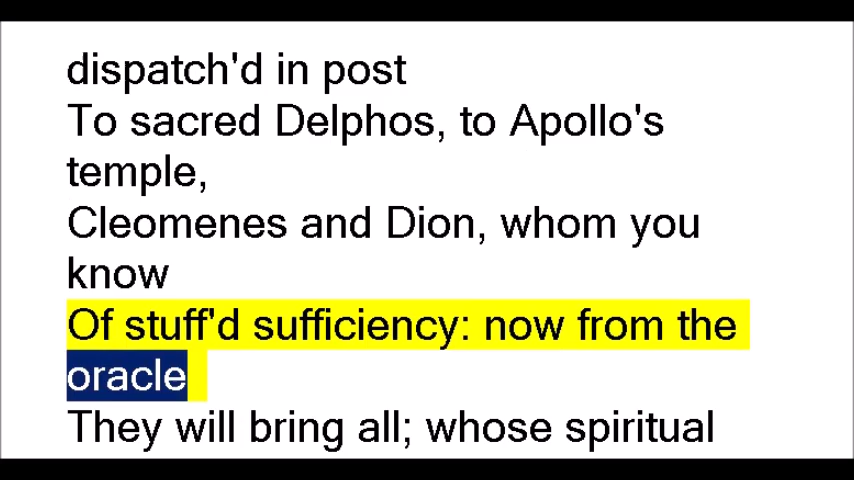 dispatch'd in post
To sacred Delphos, to Apollo's
temple,
Cleomenes and Dion, whom you
know
Of stuff'd sufficiency: now from the
oracle
They will bring all; whose spiritual